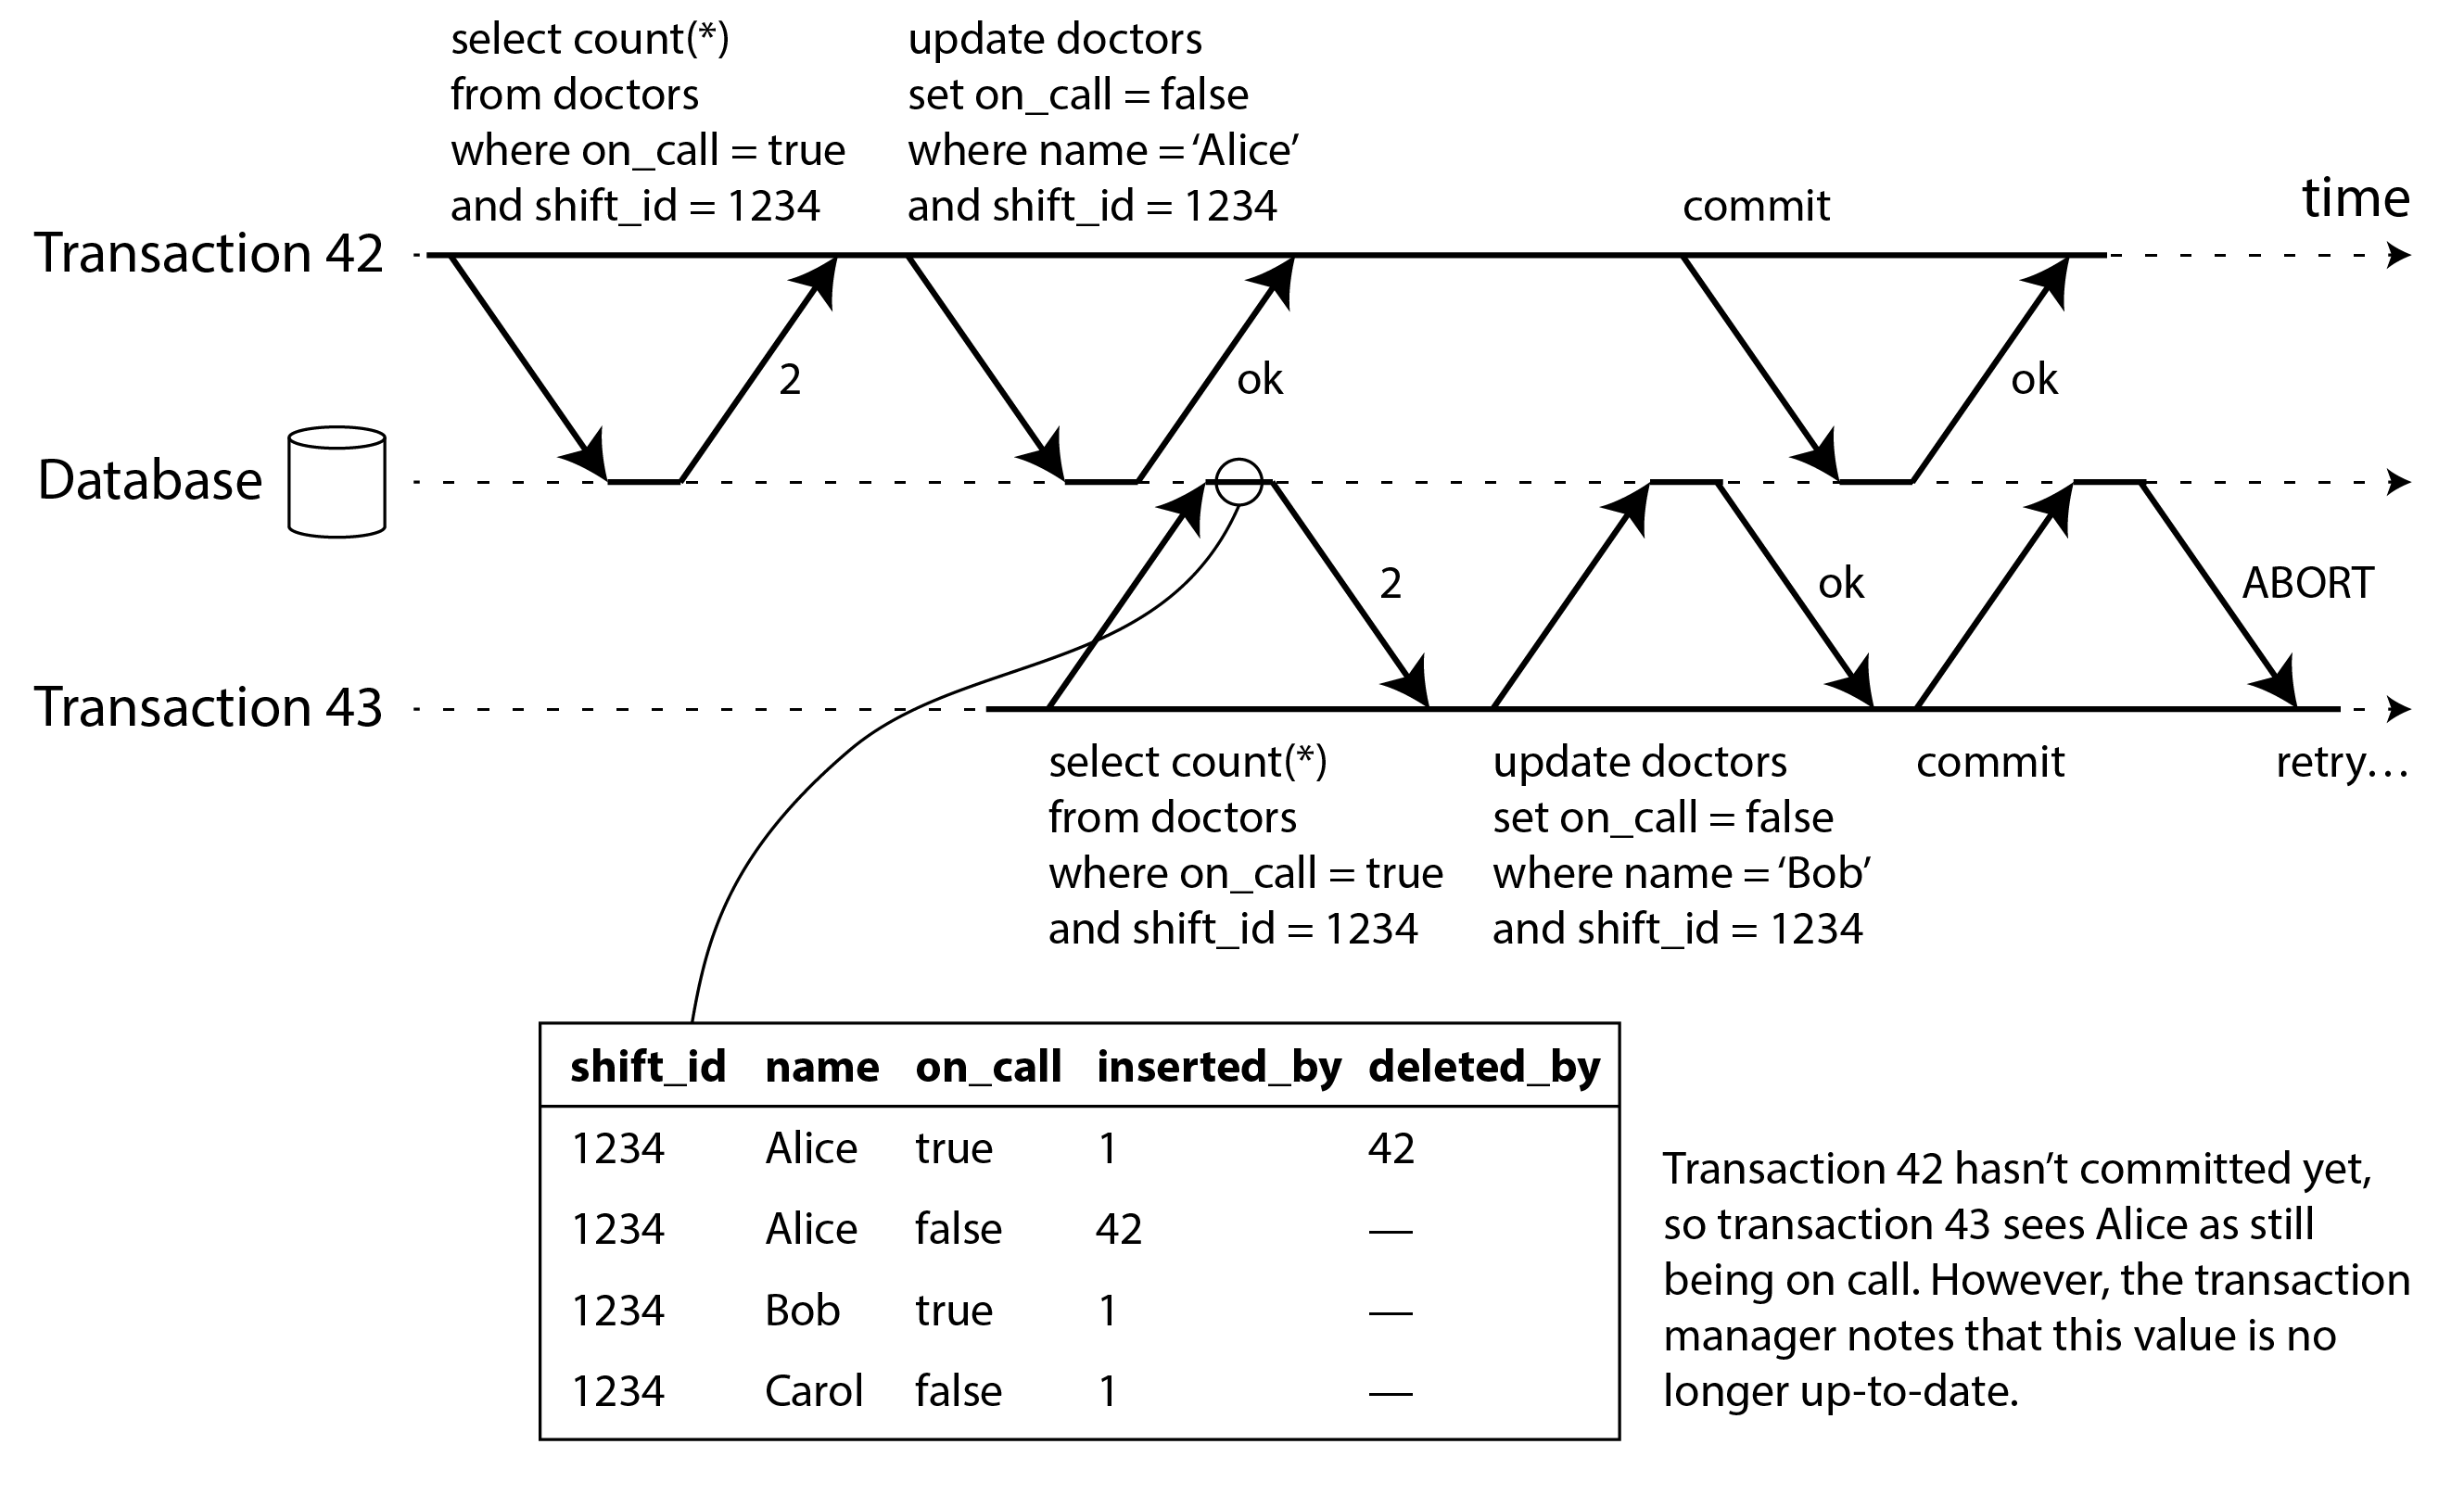 select count(*)
from doctors
where on_call = true
and shift_id = 1234
update doctors
set on_call = false
where name = ‘Alice’
and shift_id = 1234
commit
time
Transaction 42
2
ok
ok
Database
2
ok
ABORT
Transaction 43
select count(*)
from doctors
where on_call = true
and shift_id = 1234
update doctors
set on_call = false
where name = ‘Bob’
and shift_id = 1234
commit
retry…
shift_id name on_call inserted_by deleted_by
1234 Alice true 1 42
1234 Alice false 42 —
1234 Bob true 1 —
1234 Carol false 1 —
Transaction 42 hasn’t committed yet,
so transaction 43 sees Alice as still
being on call. However, the transaction
manager notes that this value is no
longer up-to-date.